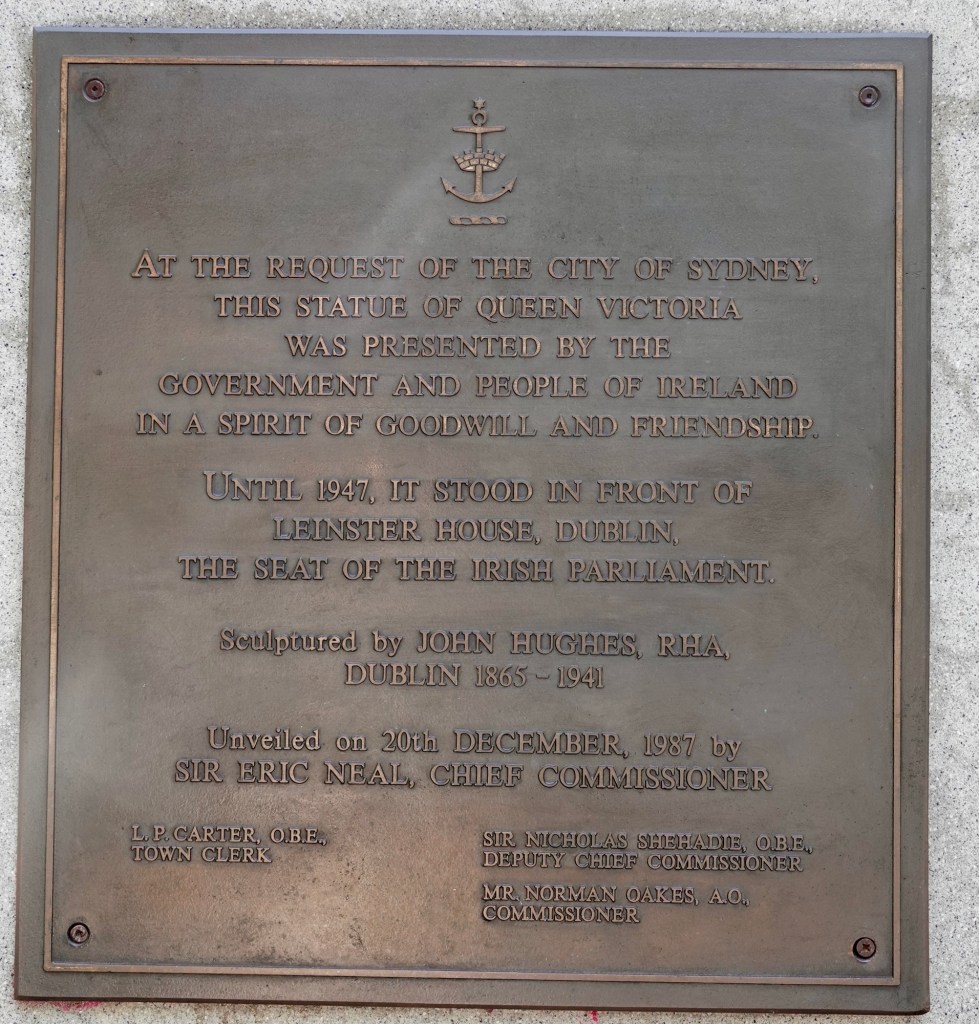 AT THE REQUEST OF THE CITY OF SYDNEY,
THIS STATUE OF QUEEN VICTORIA
WAS PRESENTED BY THE
GOVERNMENT AND PEOPLE OF IRELAND
IN A SPIRIT OF GOODWILL AND FRIENDSHIP.
UNTIL 1947, IT STOOD IN FRONT OF
LEINSTER HOUSE, DUBLIN,
THE SEAT OF THE IRISH PARLIAMENT.
Sculptured by JOHN HUGHES, RHA,
DUBLIN 1865 - 1941
Unveiled on 20th DECEMBER, 1987 by
SIR ERIC NEAL, CHIEF COMMISSIONER
L. P. CARTER, O.B.E.,
TOWN CLERK
SIR NICHOLAS SHEHADIE, O.B.E.,
DEPUTY CHIEF COMMISSIONER
MR. NORMAN OAKES, A.O.,
COMMISSIONER